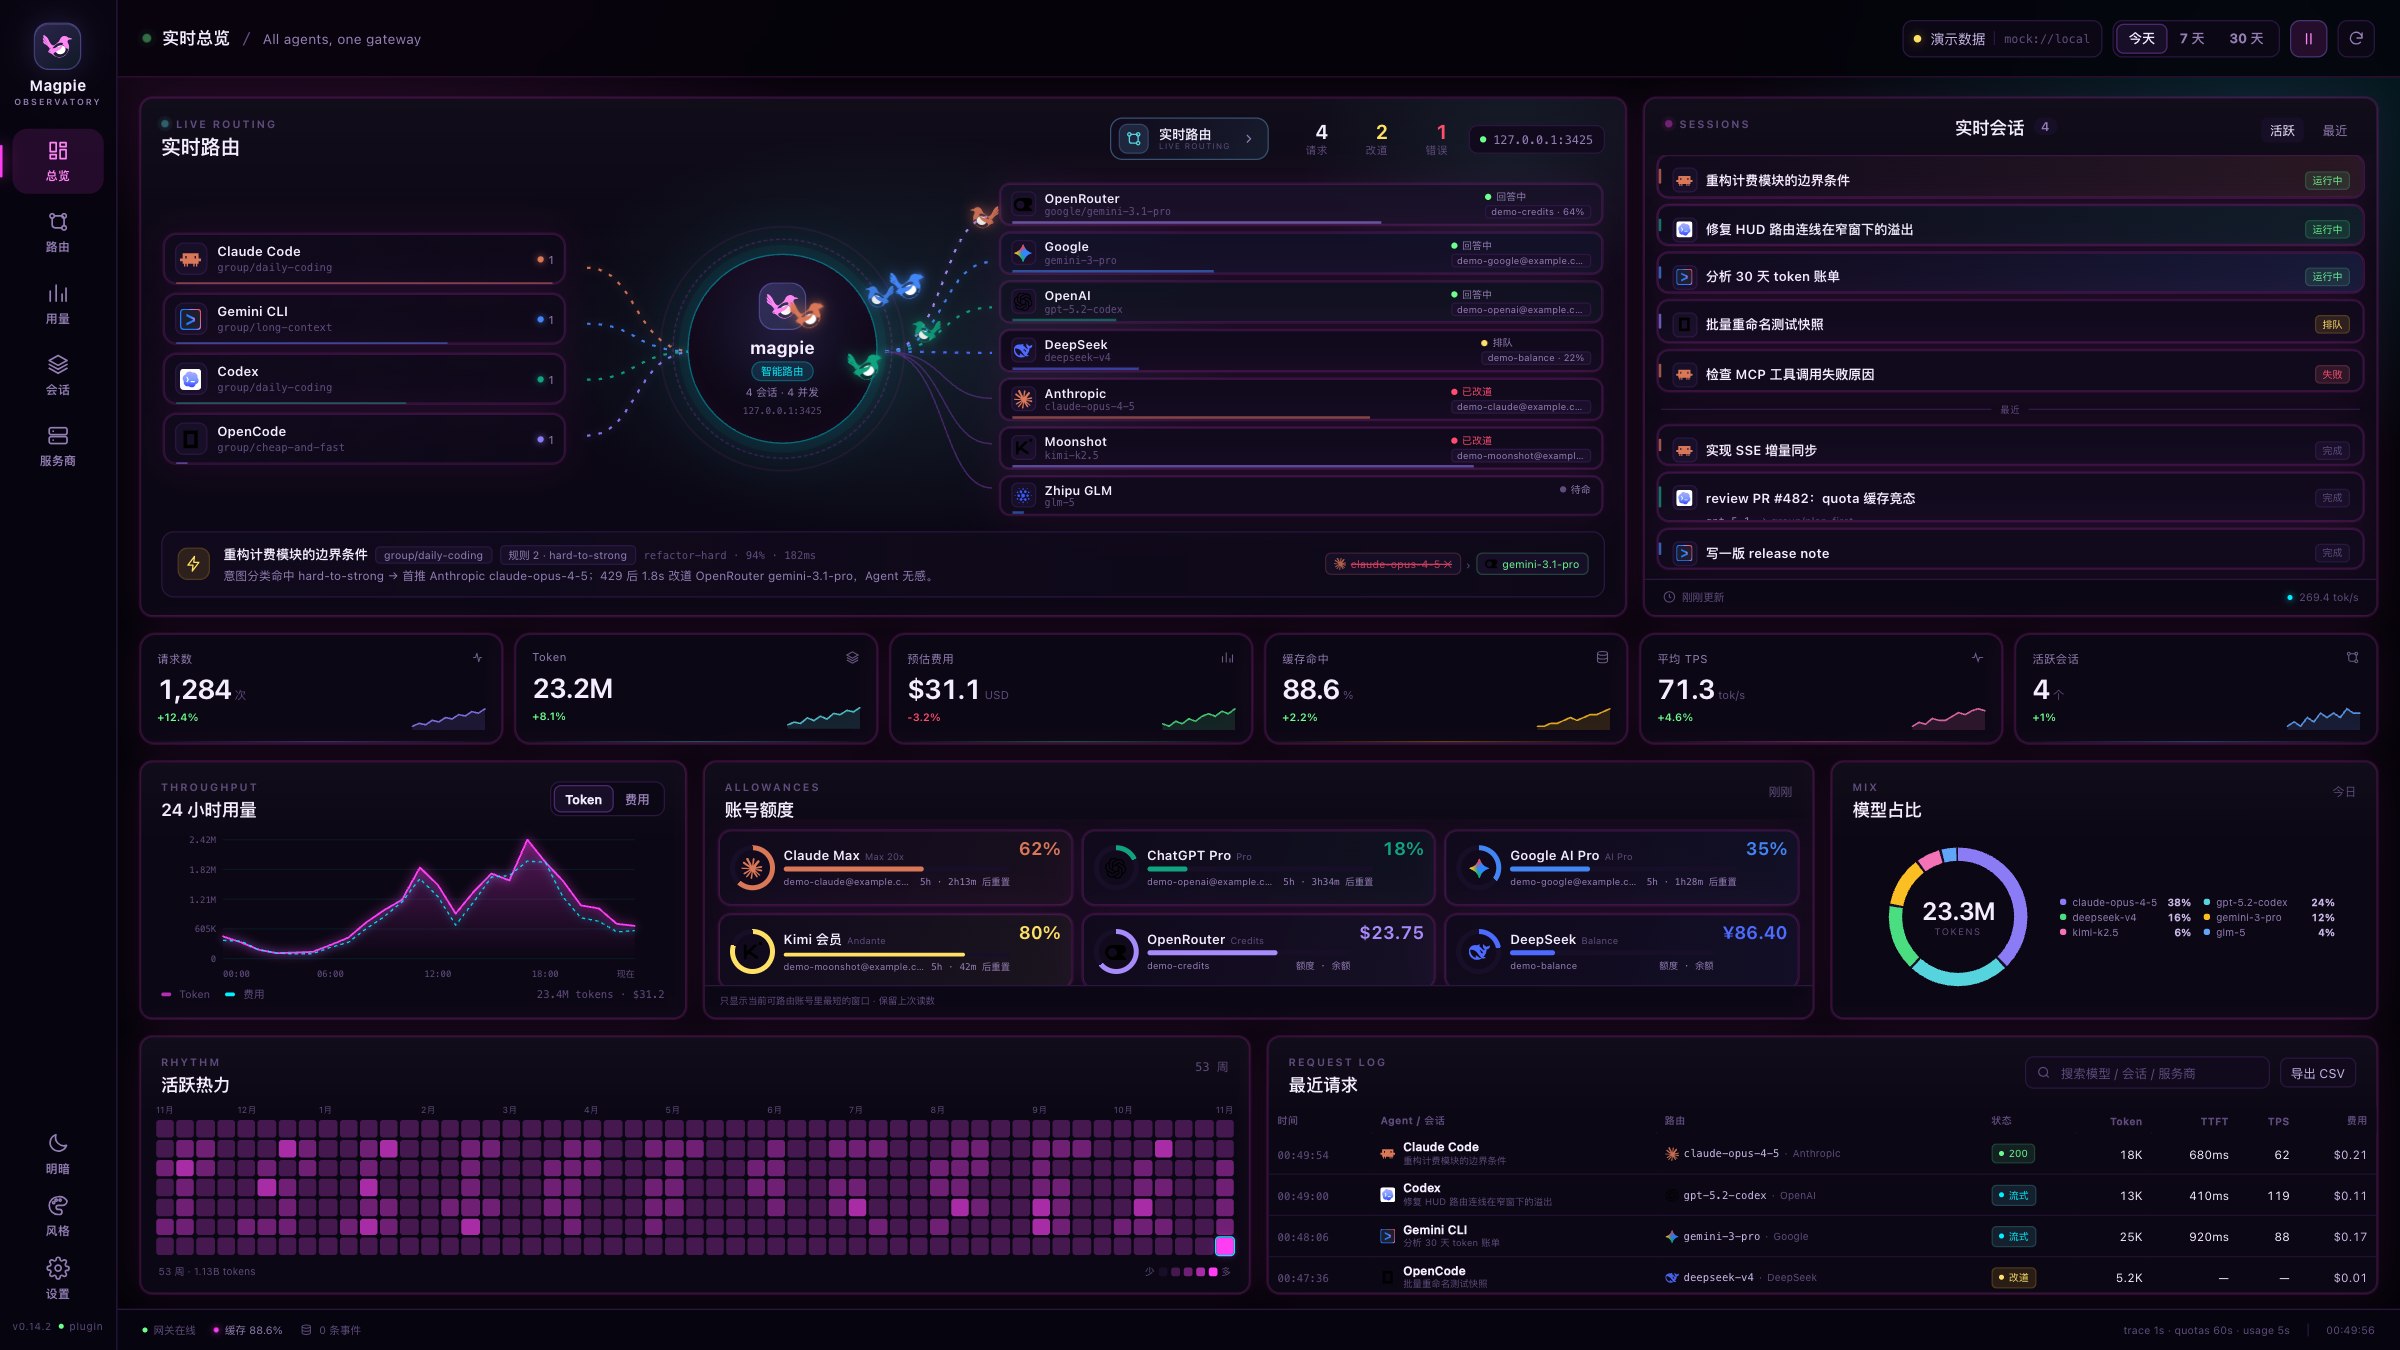 Magpie
OBSERVATORY
总览
路由
用量
会话
服务商
明暗
风格
设置
v0.14.2 plugin
实时总览 / All agents, one gateway
演示数据 mock://local
今天 7 天 30 天
LIVE ROUTING
实时路由
实时路由
LIVE ROUTING
4 请求
2 改道
1 错误
127.0.0.1:3425
Claude Code
group/daily-coding
1
Gemini CLI
group/long-context
1
Codex
group/daily-coding
1
OpenCode
group/cheap-and-fast
1
magpie
智能路由
4 会话 · 4 并发
127.0.0.1:3425
OpenRouter
google/gemini-3.1-pro
回答中
demo-credits · 64%
Google
gemini-3-pro
回答中
demo-google@example.c…
OpenAI
gpt-5.2-codex
回答中
demo-openai@example.c…
DeepSeek
deepseek-v4
排队
demo-balance · 22%
Anthropic
claude-opus-4-5
已改道
demo-claude@example.c…
Moonshot
kimi-k2.5
已改道
demo-moonshot@exampl…
Zhipu GLM
glm-5
待命
重构计费模块的边界条件 group/daily-coding 规则 2 · hard-to-strong refactor-hard · 94% · 182ms
意图分类命中 hard-to-strong → 首推 Anthropic claude-opus-4-5；429 后 1.8s 改道 OpenRouter gemini-3.1-pro，Agent 无感。
claude-opus-4-5 ✕ › gemini-3.1-pro
SESSIONS
实时会话 4
活跃 最近
重构计费模块的边界条件 运行中
修复 HUD 路由连线在窄窗下的溢出 运行中
分析 30 天 token 账单 运行中
批量重命名测试快照 排队
检查 MCP 工具调用失败原因 失败
最近
实现 SSE 增量同步 完成
review PR #482：quota 缓存竞态 完成
写一版 release note 完成
刚刚更新
269.4 tok/s
请求数
1,284 次
+12.4%
Token
23.2M
+8.1%
预估费用
$31.1 USD
-3.2%
缓存命中
88.6 %
+2.2%
平均 TPS
71.3 tok/s
+4.6%
活跃会话
4 个
+1%
THROUGHPUT
24 小时用量
Token 费用
2.42M
1.82M
1.21M
605K
0
00:00 06:00 12:00 18:00 现在
Token 费用
23.4M tokens · $31.2
ALLOWANCES
账号额度
刚刚
Claude Max Max 20x 62%
demo-claude@example.c… 5h · 2h13m 后重置
ChatGPT Pro Pro 18%
demo-openai@example.c… 5h · 3h34m 后重置
Google AI Pro AI Pro 35%
demo-google@example.c… 5h · 1h28m 后重置
Kimi 会员 Andante 80%
demo-moonshot@example.c… 5h · 42m 后重置
OpenRouter Credits $23.75
demo-credits 额度 · 余额
DeepSeek Balance ¥86.40
demo-balance 额度 · 余额
只显示当前可路由账号里最短的窗口 · 保留上次读数
MIX
模型占比
今日
23.3M
TOKENS
claude-opus-4-5 38% gpt-5.2-codex 24%
deepseek-v4 16% gemini-3-pro 12%
kimi-k2.5 6% glm-5 4%
RHYTHM
活跃热力
53 周
11月 12月 1月 2月 3月 4月 5月 6月 7月 8月 9月 10月 11月
53 周 · 1.13B tokens
少 多
REQUEST LOG
最近请求
搜索模型 / 会话 / 服务商
导出 CSV
时间 Agent / 会话 路由 状态 Token TTFT TPS 费用
00:49:54 Claude Code claude-opus-4-5 · Anthropic 200 18K 680ms 62 $0.21
重构计费模块的边界条件
00:49:00 Codex gpt-5.2-codex · OpenAI 流式 13K 410ms 119 $0.11
修复 HUD 路由连线在窄窗下的溢出
00:48:06 Gemini CLI gemini-3-pro · Google 流式 25K 920ms 88 $0.17
分析 30 天 token 账单
00:47:36 OpenCode deepseek-v4 · DeepSeek 改道 5.2K — — $0.01
批量重命名测试快照
网关在线 缓存 88.6% 0 条事件
trace 1s · quotas 60s · usage 5s 00:49:56